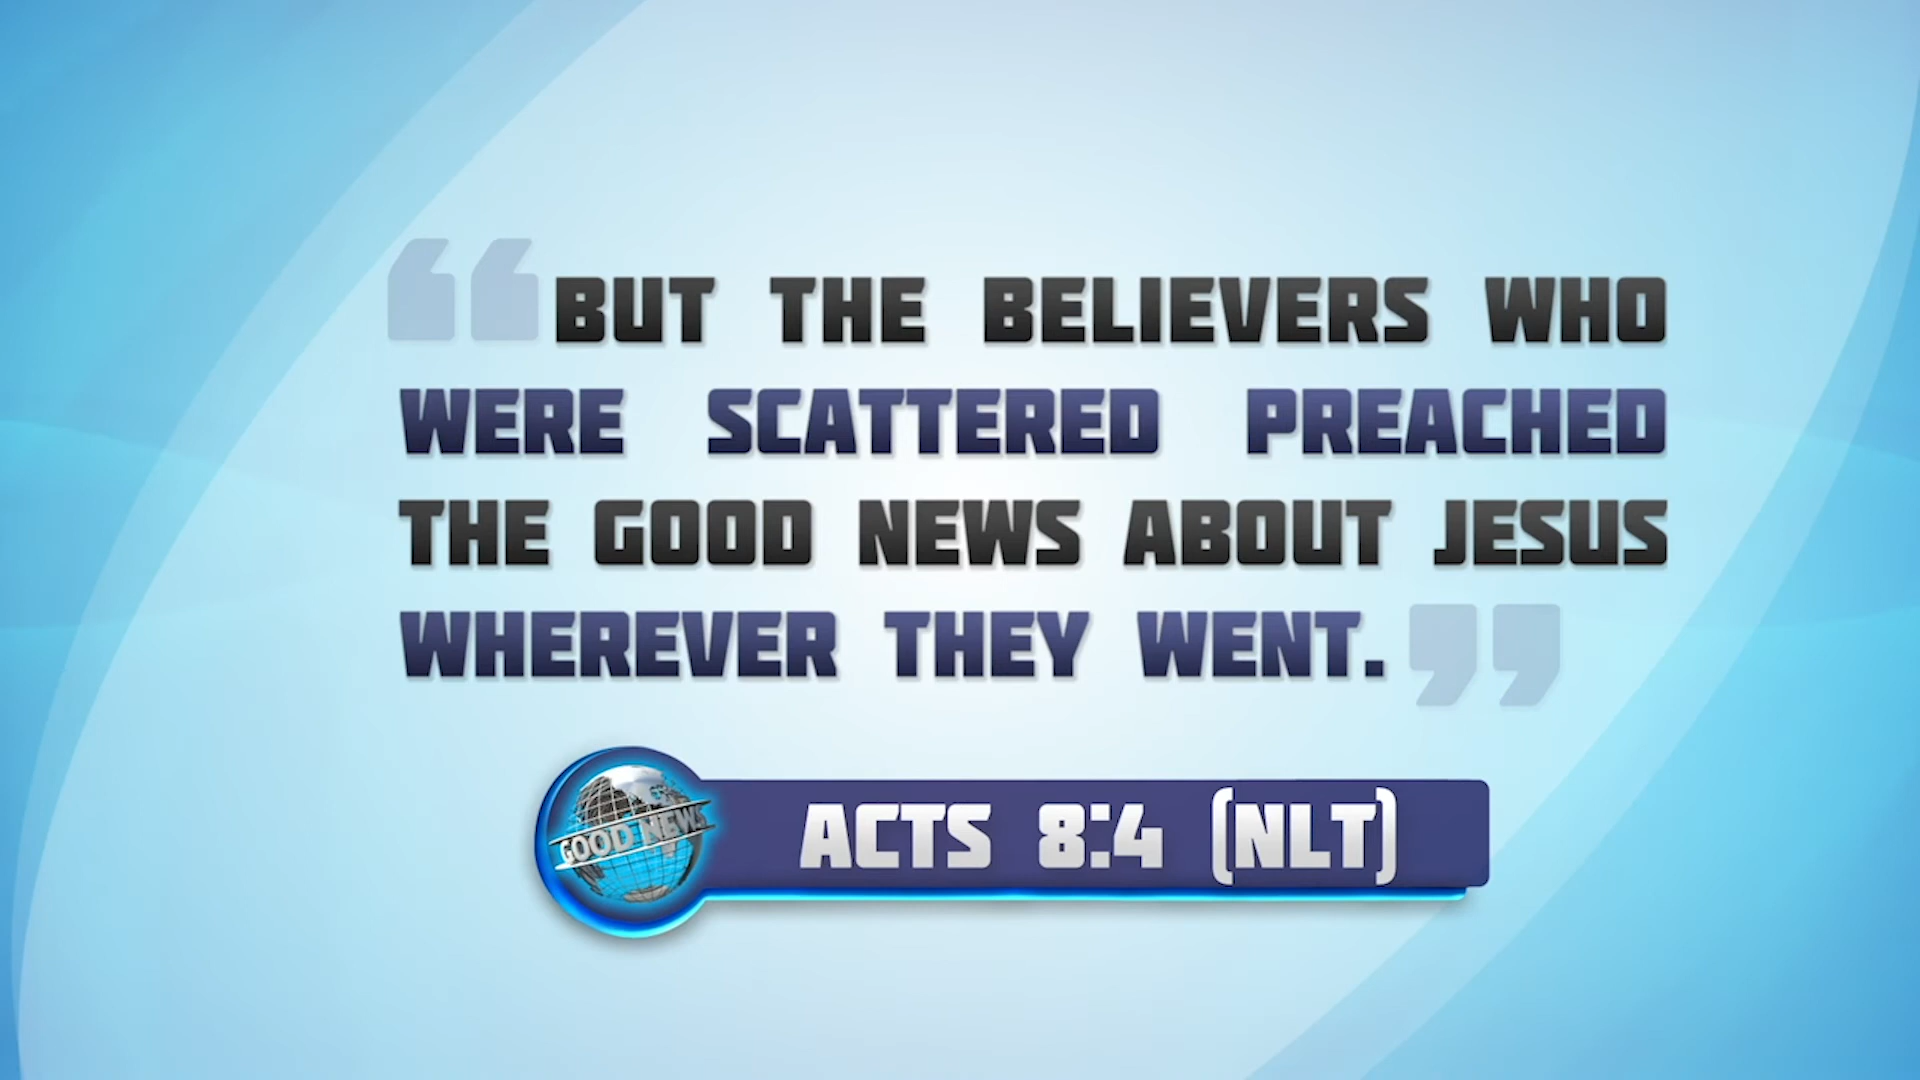 “BUT THE BELIEVERS WHO
WERE SCATTERED PREACHED
THE GOOD NEWS ABOUT JESUS
WHEREVER THEY WENT.”
GOOD NEWS
ACTS 8:4 (NLT)